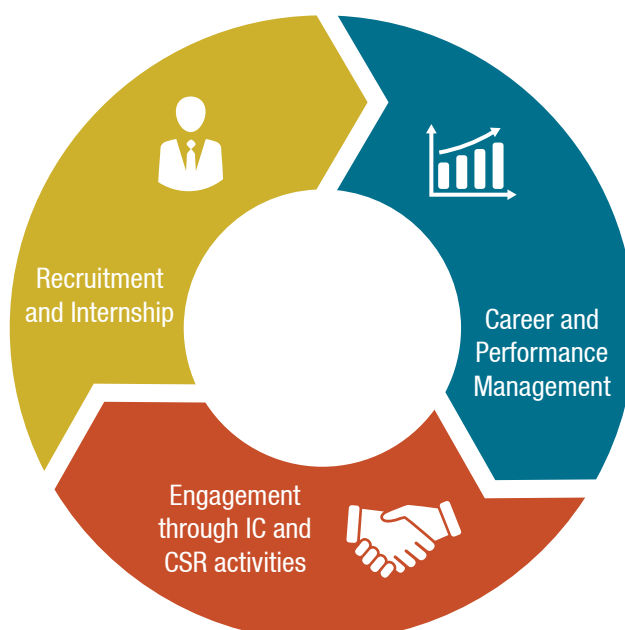 Recruitment
and Internship
Career and
Performance
Management
Engagement
through IC and
CSR activities